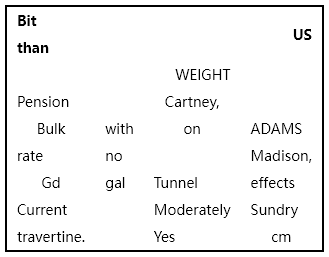 Bit
US
than
WEIGHT
Pension Cartney,
Bulk with on ADAMS
rate no Madison,
Gd gal Tunnel effects
Current Moderately Sundry
travertine. Yes cm